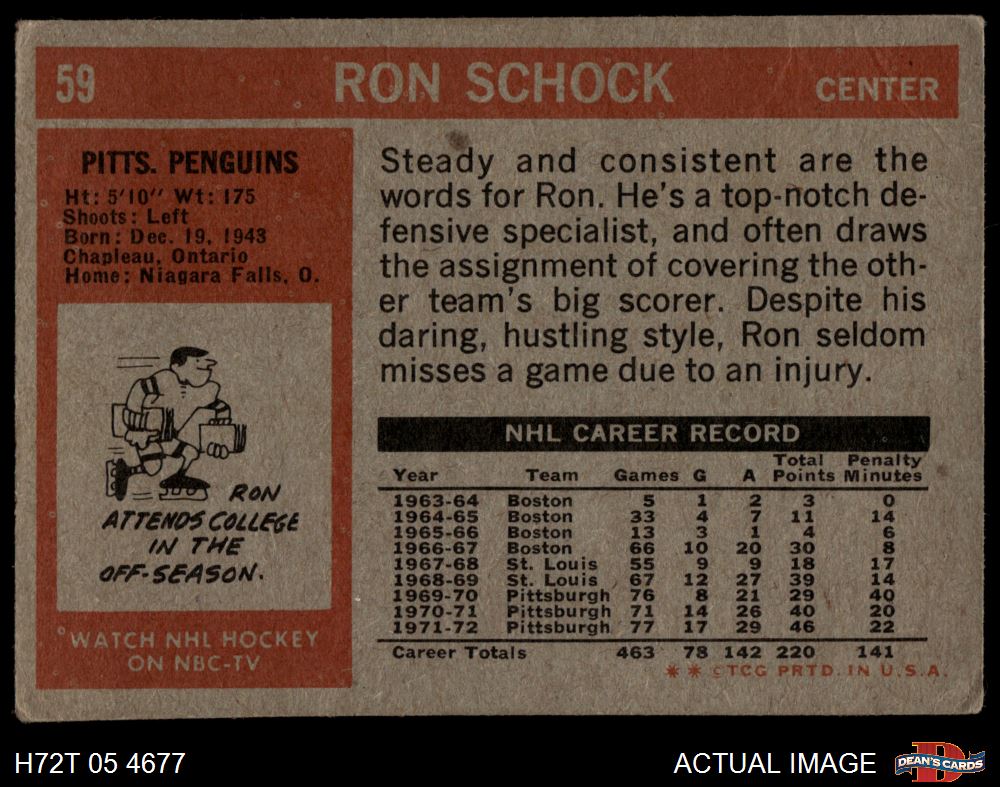 59 RON SCHOCK CENTER
PITTS. PENGUINS
Ht: 5'10" Wt: 175
Shoots: Left
Born: Dec. 19, 1943
Chapleau, Ontario
Home: Niagara Falls, O.
RON
ATTENDS COLLEGE
IN THE
OFF-SEASON.
WATCH NHL HOCKEY
ON NBC-TV
Steady and consistent are the
words for Ron. He's a top-notch de-
fensive specialist, and often draws
the assignment of covering the oth-
er team's big scorer. Despite his
daring, hustling style, Ron seldom
misses a game due to an injury.
NHL CAREER RECORD
Year Team Games G A Total Points Penalty Minutes
1963-64 Boston 5 1 2 3 0
1964-65 Boston 33 4 7 11 14
1965-66 Boston 13 3 1 4 6
1966-67 Boston 66 10 20 30 8
1967-68 St. Louis 55 9 9 18 17
1968-69 St. Louis 67 12 27 39 14
1969-70 Pittsburgh 76 8 21 29 40
1970-71 Pittsburgh 71 14 26 40 20
1971-72 Pittsburgh 77 17 29 46 22
Career Totals 463 78 142 220 141
** ©TCG PRTD. IN U.S.A.
H72T 05 4677 ACTUAL IMAGE D DEAN'S CARDS